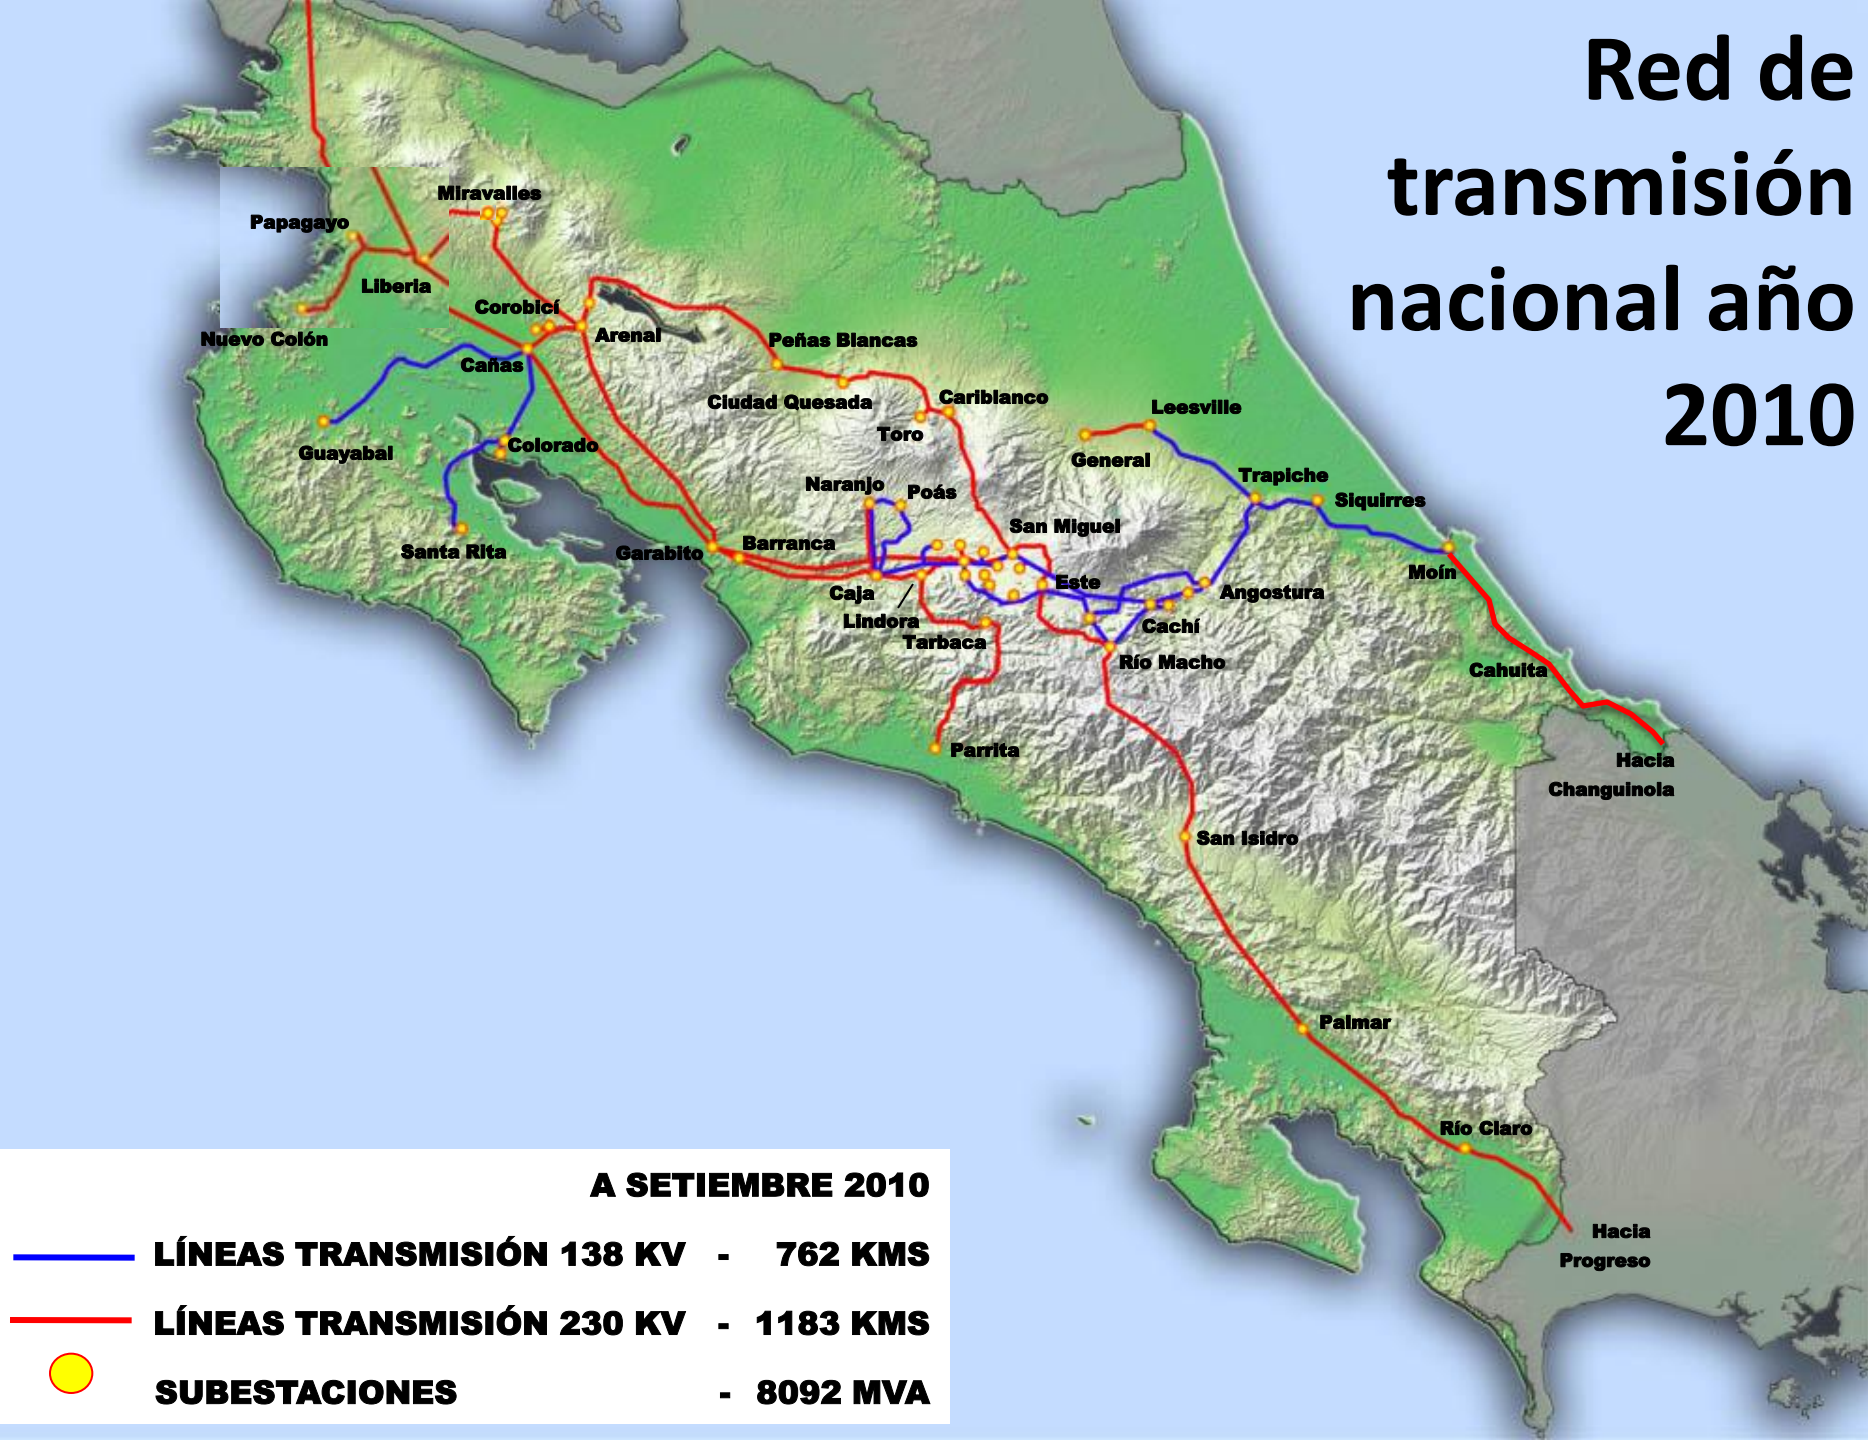 Red de
transmisión
nacional año
2010
Miravalles
Papagayo
Liberia
Corobicí
Nuevo Colón
Arenal
Peñas Blancas
Cañas
Ciudad Quesada
Cariblanco
Leesville
Toro
Guayabal
Colorado
General
Trapiche
Naranjo
Poás
Siquirres
San Miguel
Santa Rita
Garabito
Barranca
Moín
Caja
Este
Angostura
Lindora
Cachí
Tarbaca
Río Macho
Cahuita
Parrita
Hacia
Changuinola
San Isidro
Palmar
Río Claro
Hacia
Progreso
A SETIEMBRE 2010
LÍNEAS TRANSMISIÓN 138 KV - 762 KMS
LÍNEAS TRANSMISIÓN 230 KV - 1183 KMS
SUBESTACIONES - 8092 MVA